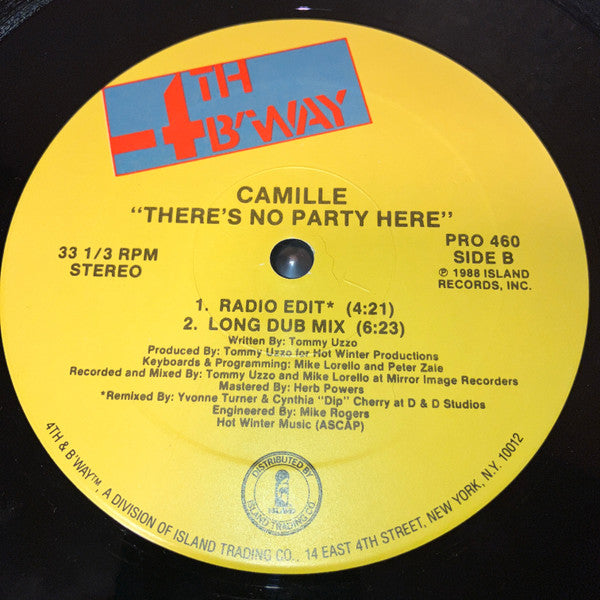 4TH
B'WAY
CAMILLE
"THERE'S NO PARTY HERE"
33 1/3 RPM
STEREO
PRO 460
SIDE B
℗ 1988 ISLAND
RECORDS, INC.
1. RADIO EDIT* (4:21)
2. LONG DUB MIX (6:23)
Written By: Tommy Uzzo
Produced By: Tommy Uzzo for Hot Winter Productions
Keyboards & Programming: Mike Lorello and Peter Zale
Recorded and Mixed By: Tommy Uzzo and Mike Lorello at Mirror Image Recorders
Mastered By: Herb Powers
*Remixed By: Yvonne Turner & Cynthia "Dip" Cherry at D & D Studios
Engineered By: Mike Rogers
Hot Winter Music (ASCAP)
DISTRIBUTED BY
ISLAND
ISLAND TRADING CO.
4TH & B'WAY™, A DIVISION OF ISLAND TRADING CO., 14 EAST 4TH STREET, NEW YORK, N.Y. 10012